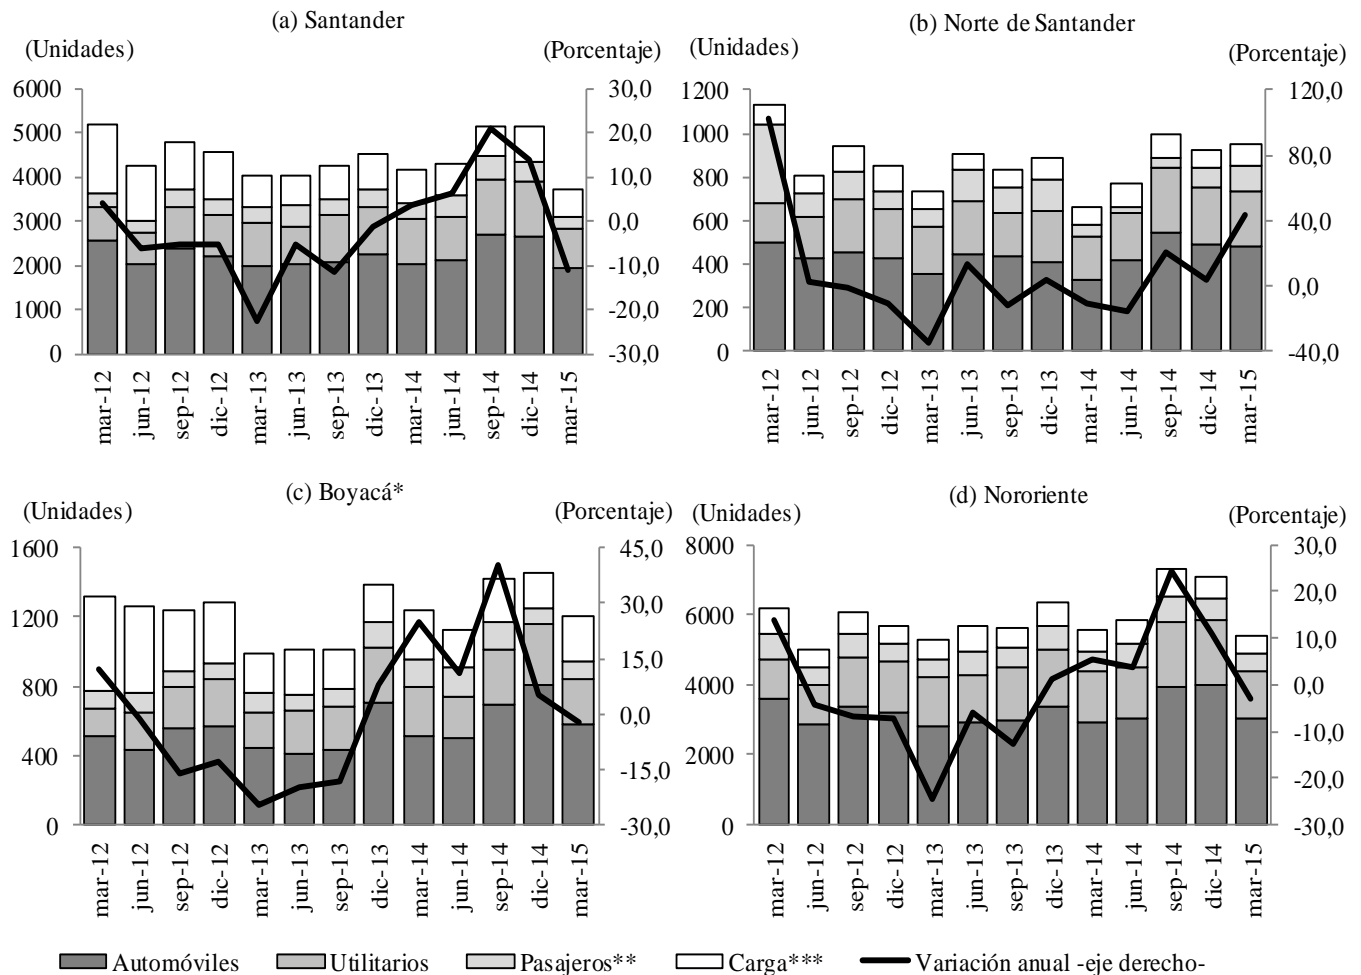 (a) Santander
(Unidades)
(Porcentaje)
6000
5000
4000
3000
2000
1000
0
30,0
20,0
10,0
0,0
-10,0
-20,0
-30,0
mar-12
jun-12
sep-12
dic-12
mar-13
jun-13
sep-13
dic-13
mar-14
jun-14
sep-14
dic-14
mar-15
(b) Norte de Santander
(Unidades)
(Porcentaje)
1200
1000
800
600
400
200
0
120,0
80,0
40,0
0,0
-40,0
mar-12
jun-12
sep-12
dic-12
mar-13
jun-13
sep-13
dic-13
mar-14
jun-14
sep-14
dic-14
mar-15
(c) Boyacá*
(Unidades)
(Porcentaje)
1600
1200
800
400
0
45,0
30,0
15,0
0,0
-15,0
-30,0
mar-12
jun-12
sep-12
dic-12
mar-13
jun-13
sep-13
dic-13
mar-14
jun-14
sep-14
dic-14
mar-15
(d) Nororiente
(Unidades)
(Porcentaje)
8000
6000
4000
2000
0
30,0
20,0
10,0
0,0
-10,0
-20,0
-30,0
mar-12
jun-12
sep-12
dic-12
mar-13
jun-13
sep-13
dic-13
mar-14
jun-14
sep-14
dic-14
mar-15
Automóviles Utilitarios Pasajeros** Carga*** Variación anual -eje derecho-